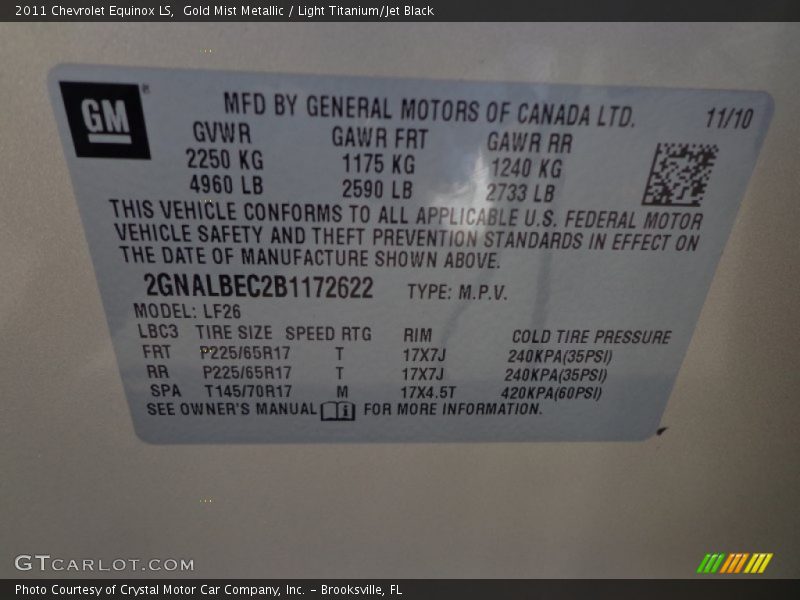 2011 Chevrolet Equinox LS,  Gold Mist Metallic / Light Titanium/Jet Black
GM®
MFD BY GENERAL MOTORS OF CANADA LTD. 11/10
GVWR GAWR FRT GAWR RR
2250 KG 1175 KG 1240 KG
4960 LB 2590 LB 2733 LB
THIS VEHICLE CONFORMS TO ALL APPLICABLE U.S. FEDERAL MOTOR
VEHICLE SAFETY AND THEFT PREVENTION STANDARDS IN EFFECT ON
THE DATE OF MANUFACTURE SHOWN ABOVE.
2GNALBEC2B1172622 TYPE: M.P.V.
MODEL: LF26
LBC3 TIRE SIZE SPEED RTG RIM COLD TIRE PRESSURE
FRT P225/65R17 T 17X7J 240KPA(35PSI)
RR P225/65R17 T 17X7J 240KPA(35PSI)
SPA T145/70R17 M 17X4.5T 420KPA(60PSI)
SEE OWNER'S MANUAL FOR MORE INFORMATION.
GTCARLOT.COM
Photo Courtesy of Crystal Motor Car Company, Inc. – Brooksville, FL